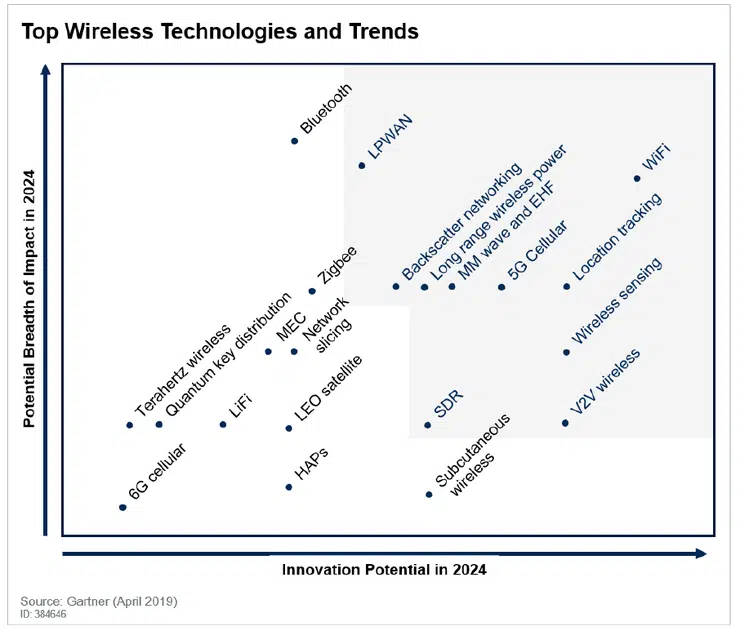 Top Wireless Technologies and Trends
Potential Breadth of Impact in 2024
Bluetooth
LPWAN
WiFi
Backscatter networking
Long range wireless power
MM wave and EHF
5G Cellular
Location tracking
Zigbee
Wireless sensing
MEC
Network
slicing
Terahertz wireless
Quantum key distribution
LiFi
LEO satellite
SDR
V2V wireless
6G cellular
HAPs
Subcutaneous
wireless
Innovation Potential in 2024
Source: Gartner (April 2019)
ID: 384646